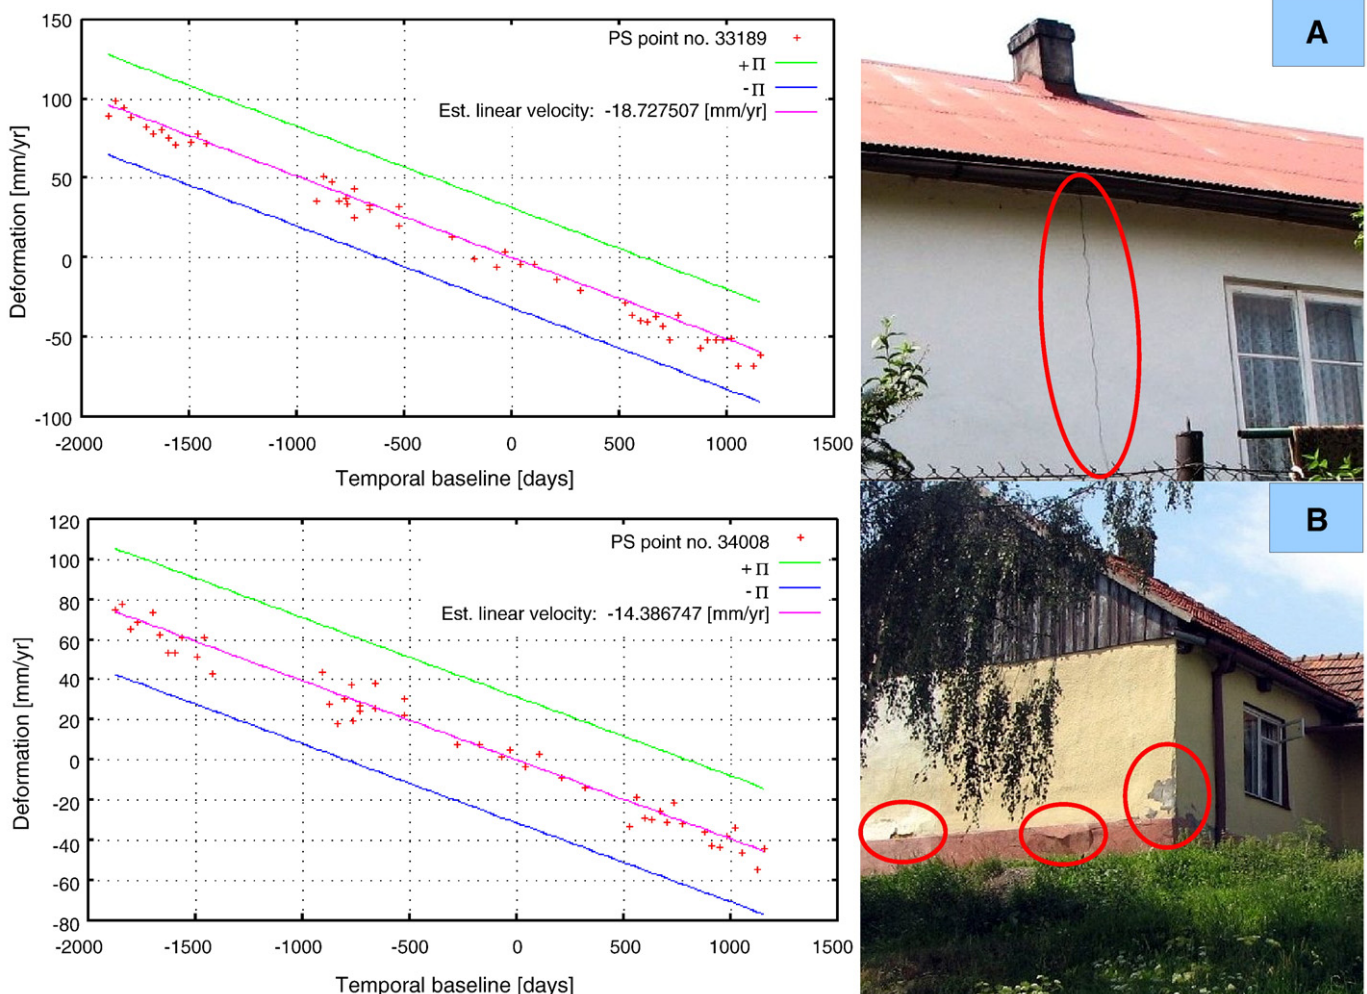 150
100
50
0
-50
-100
Deformation [mm/yr]
PS point no. 33189
+Π
-Π
Est. linear velocity: -18.727507 [mm/yr]
-2000 -1500 -1000 -500 0 500 1000 1500
Temporal baseline [days]
A
120
100
80
60
40
20
0
-20
-40
-60
-80
Deformation [mm/yr]
PS point no. 34008
+Π
-Π
Est. linear velocity: -14.386747 [mm/yr]
-2000 -1500 -1000 -500 0 500 1000 1500
Temporal baseline [days]
B